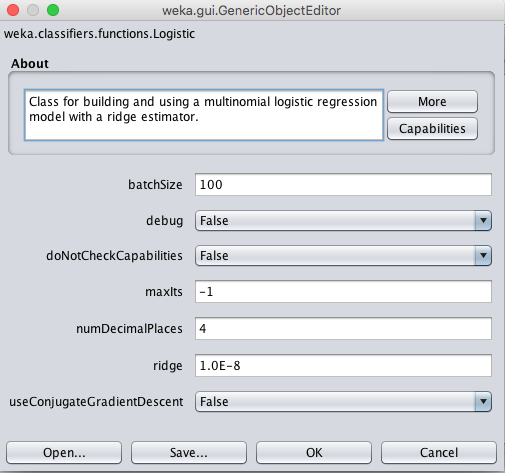 weka.gui.GenericObjectEditor
weka.classifiers.functions.Logistic
About
Class for building and using a multinomial logistic regression
model with a ridge estimator.
More
Capabilities
batchSize 100
debug False
doNotCheckCapabilities False
maxIts -1
numDecimalPlaces 4
ridge 1.0E-8
useConjugateGradientDescent False
Open... Save... OK Cancel